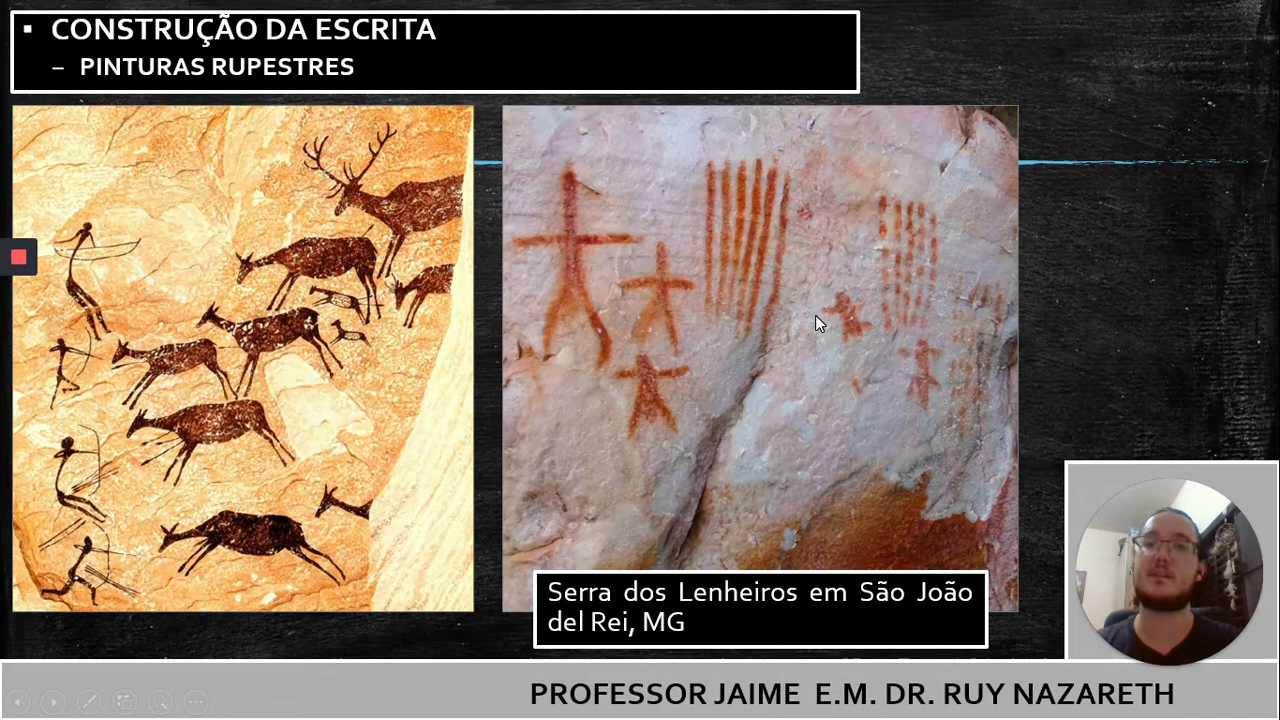 CONSTRUÇÃO DA ESCRITA
– PINTURAS RUPESTRES
Serra dos Lenheiros em São João
del Rei, MG
PROFESSOR JAIME E.M. DR. RUY NAZARETH